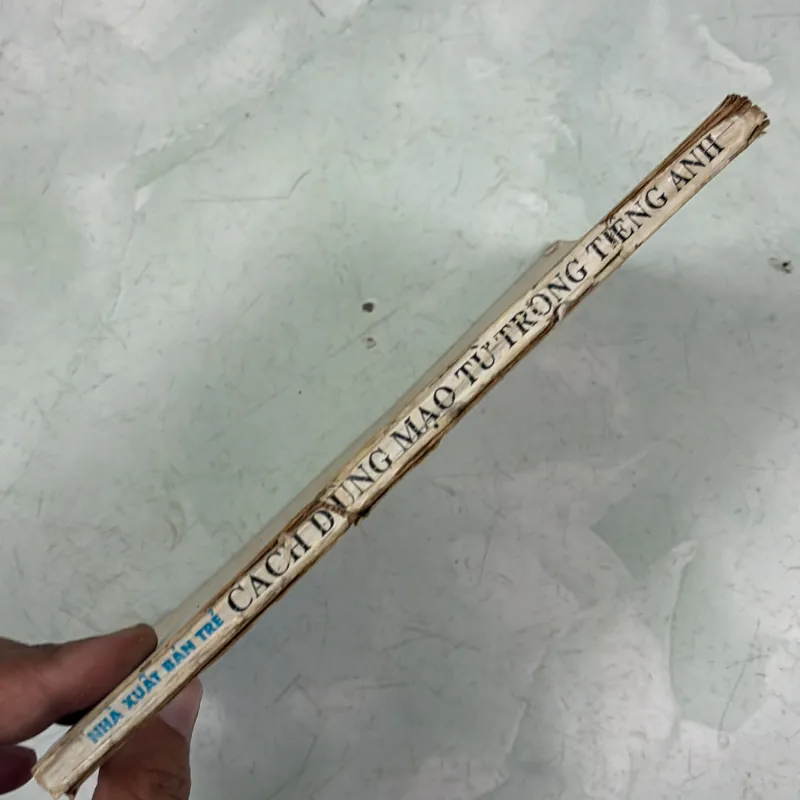 NHÀ XUẤT BẢN TRẺ
CÁCH DÙNG MẠO TỪ TRONG TIẾNG ANH